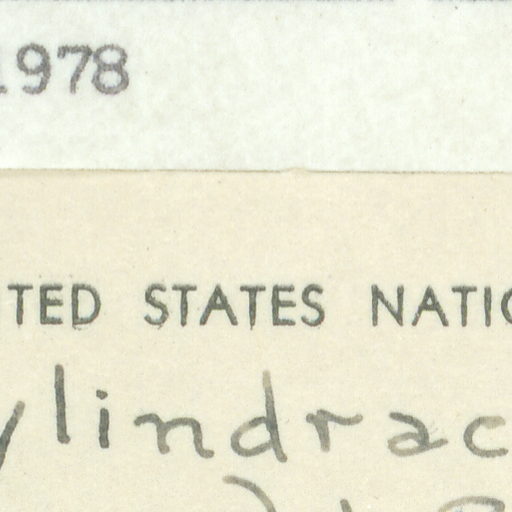 1978
TED STATES NATIO
ylindrac